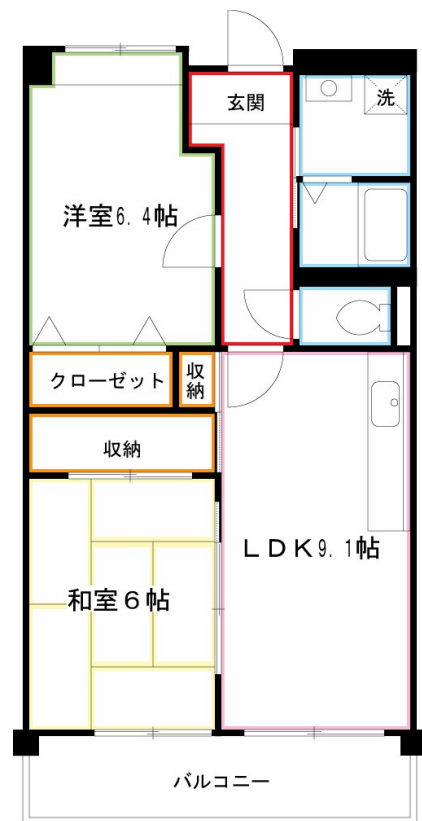 玄関
洗
洋室6.4帖
クローゼット
収納
収納
LDK9.1帖
和室6帖
バルコニー